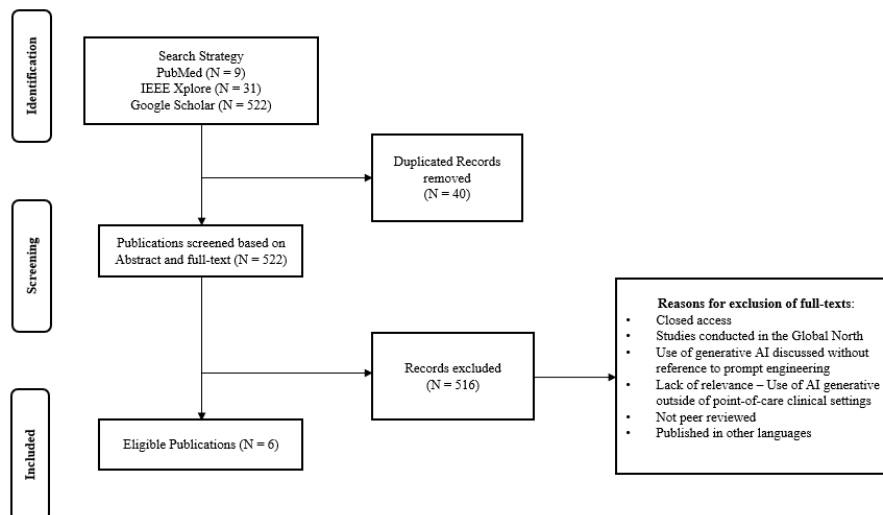 Identification
Search Strategy
PubMed (N = 9)
IEEE Xplore (N = 31)
Google Scholar (N = 522)
Duplicated Records
removed
(N = 40)
Screening
Publications screened based on
Abstract and full-text (N = 522)
Records excluded
(N = 516)
Reasons for exclusion of full-texts:
• Closed access
• Studies conducted in the Global North
• Use of generative AI discussed without
reference to prompt engineering
• Lack of relevance – Use of AI generative
outside of point-of-care clinical settings
• Not peer reviewed
• Published in other languages
Included
Eligible Publications (N = 6)